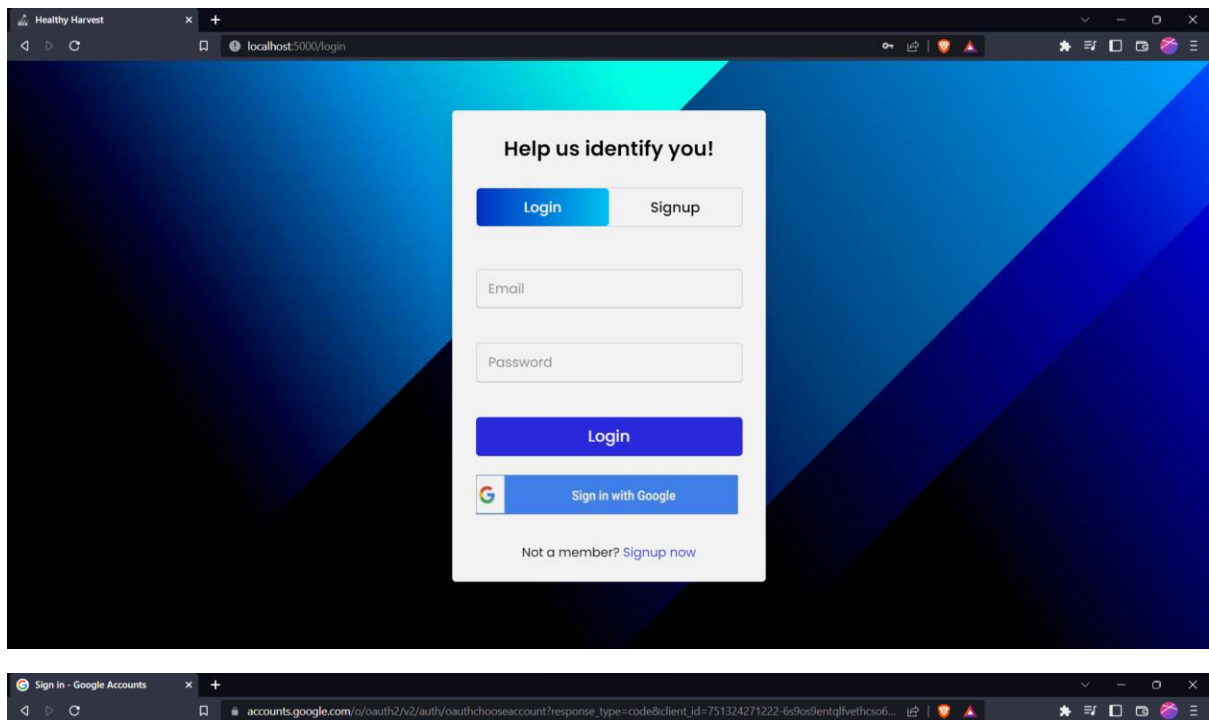 Healthy Harvest
localhost:5000/login
Help us identify you!
Login Signup
Email
Password
Login
G Sign in with Google
Not a member? Signup now
Sign in - Google Accounts
accounts.google.com/o/oauth2/v2/auth/oauthchooseaccount?response_type=code&client_id=751324271222-6s9os9entqlfvethcso6...